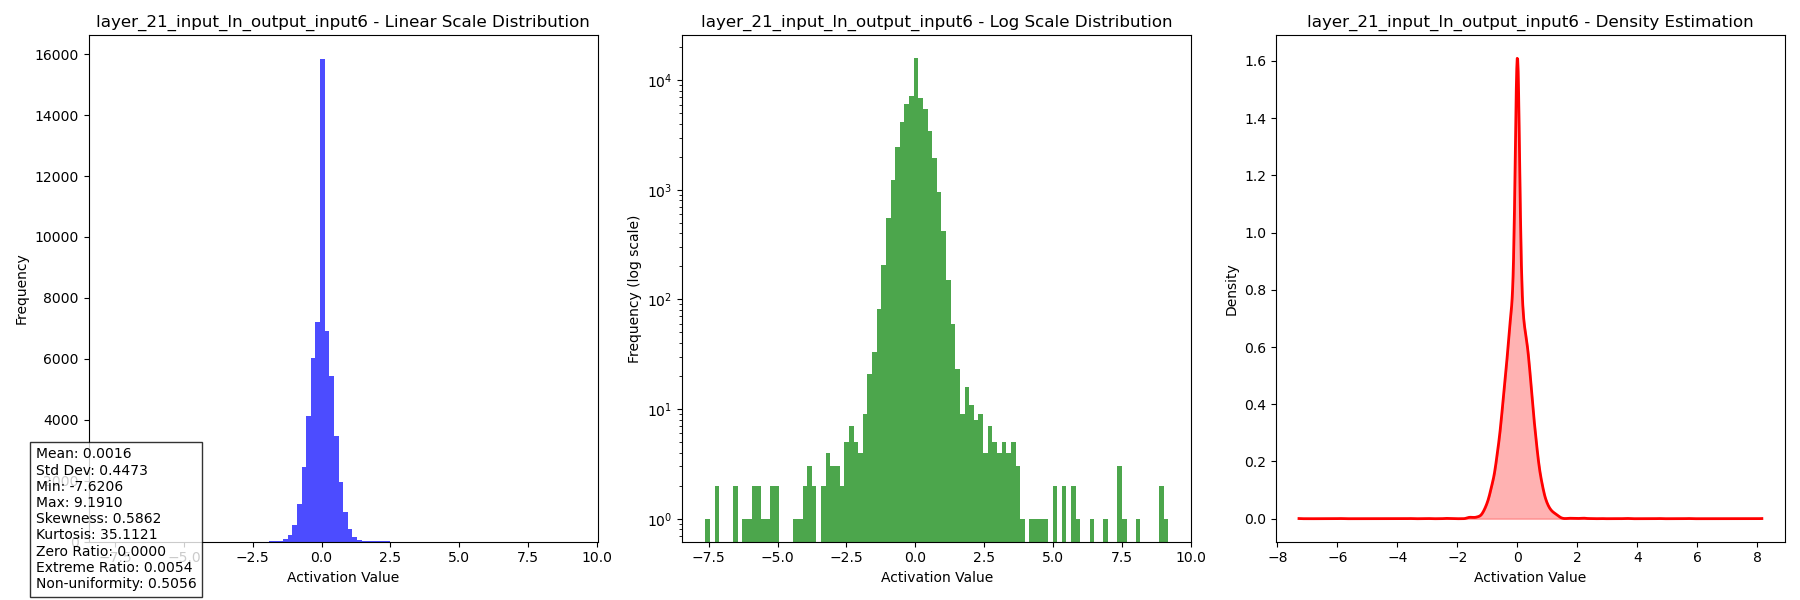 layer_21_input_ln_output_input6 - Linear Scale Distribution
16000
14000
12000
10000
8000
6000
4000
Frequency
−2.5
0.0
2.5
5.0
7.5
10.0
Activation Value
Mean: 0.0016
Std Dev: 0.4473
Min: -7.6206
Max: 9.1910
Skewness: 0.5862
Kurtosis: 35.1121
Zero Ratio: 0.0000
Extreme Ratio: 0.0054
Non-uniformity: 0.5056
layer_21_input_ln_output_input6 - Log Scale Distribution
10^4
10^3
10^2
10^1
10^0
Frequency (log scale)
−7.5
−5.0
−2.5
0.0
2.5
5.0
7.5
10.0
Activation Value
layer_21_input_ln_output_input6 - Density Estimation
1.6
1.4
1.2
1.0
0.8
0.6
0.4
0.2
0.0
Density
−8
−6
−4
−2
0
2
4
6
8
Activation Value